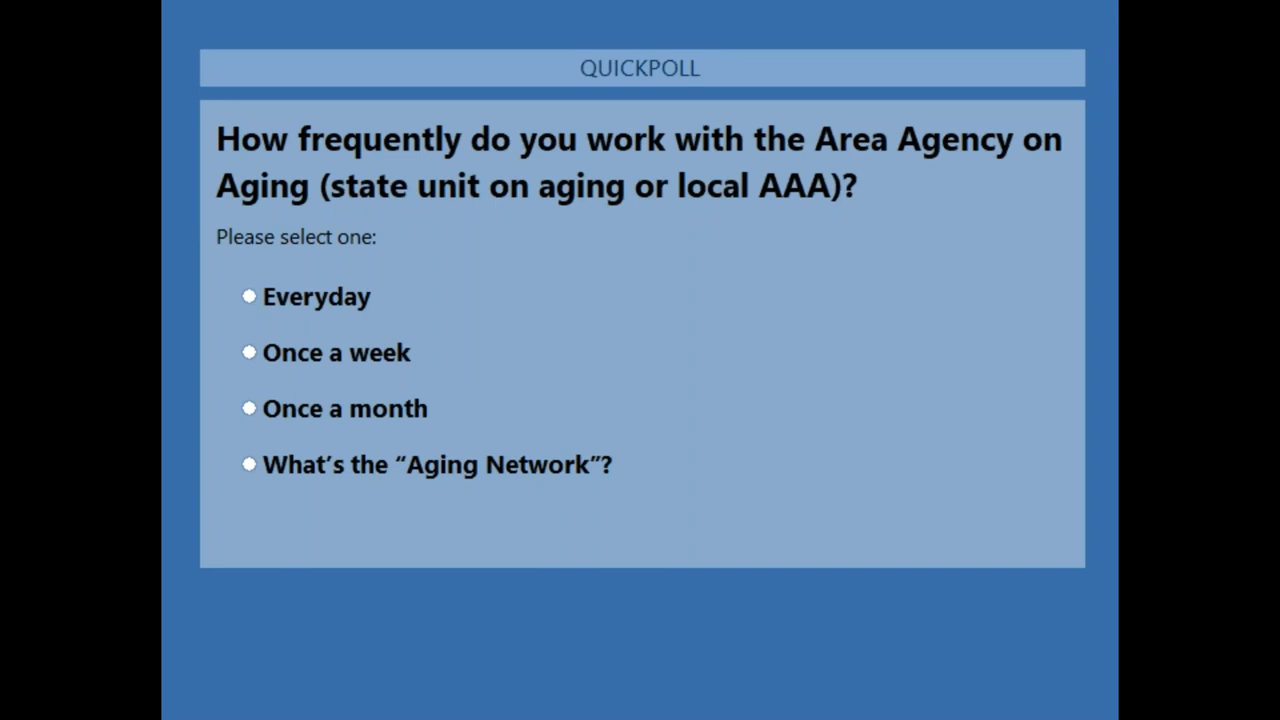 QUICKPOLL
How frequently do you work with the Area Agency on
Aging (state unit on aging or local AAA)?
Please select one:
Everyday
Once a week
Once a month
What’s the “Aging Network”?